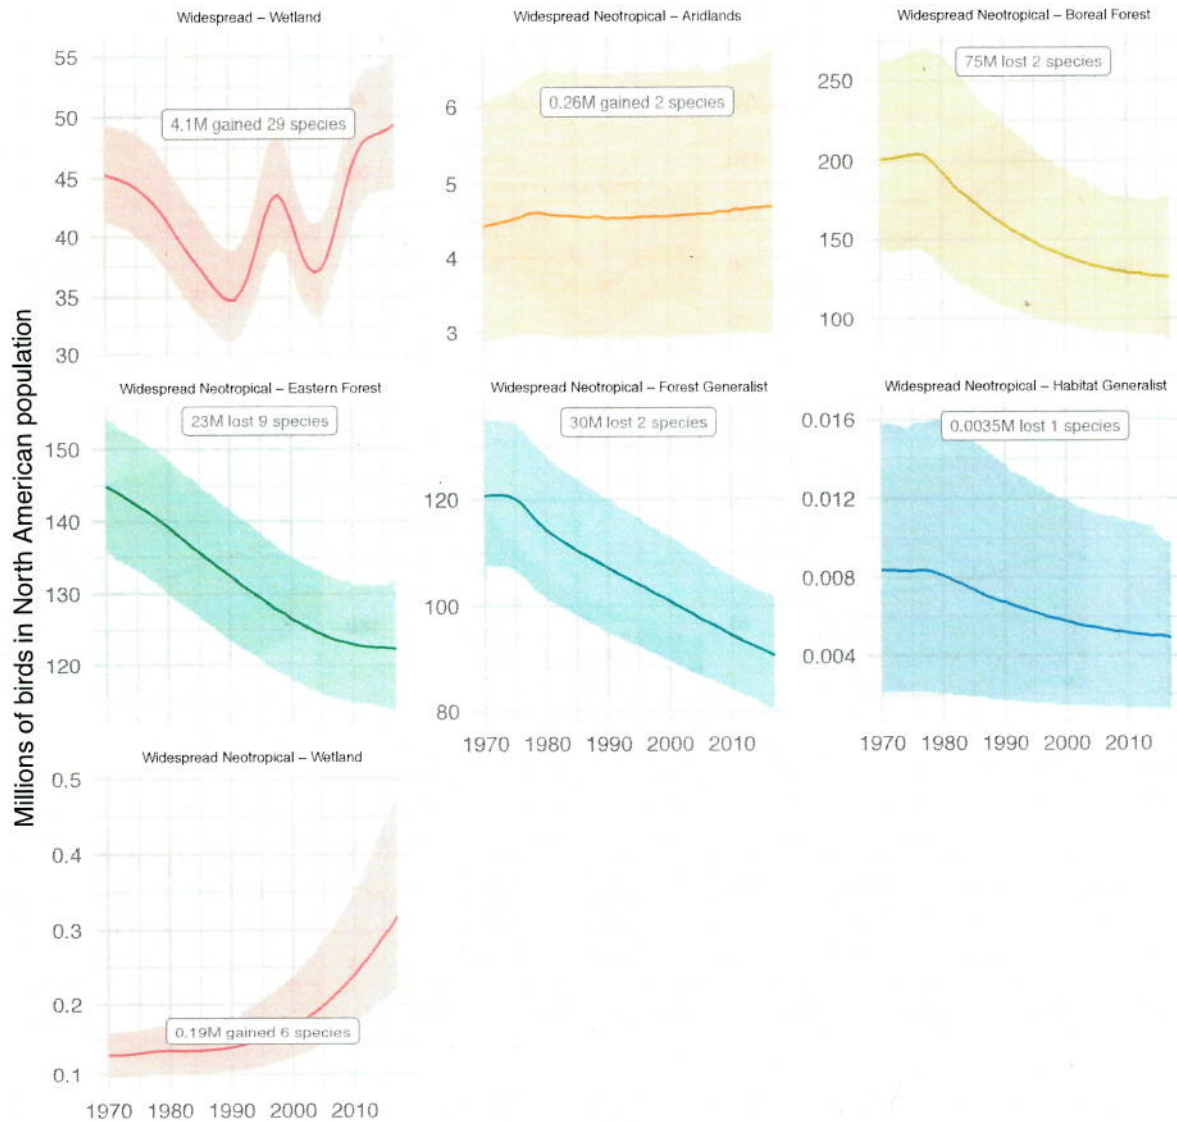 Widespread – Wetland
Widespread Neotropical – Aridlands
Widespread Neotropical – Boreal Forest
55
50
45
40
35
30
4.1M gained 29 species
6
5
4
3
0.26M gained 2 species
250
200
150
100
75M lost 2 species
Millions of birds in North American population
Widespread Neotropical – Eastern Forest
Widespread Neotropical – Forest Generalist
Widespread Neotropical – Habitat Generalist
150
140
130
120
23M lost 9 species
120
100
80
30M lost 2 species
1970 1980 1990 2000 2010
0.016
0.012
0.008
0.004
0.0035M lost 1 species
1970 1980 1990 2000 2010
Widespread Neotropical – Wetland
0.5
0.4
0.3
0.2
0.1
0.19M gained 6 species
1970 1980 1990 2000 2010